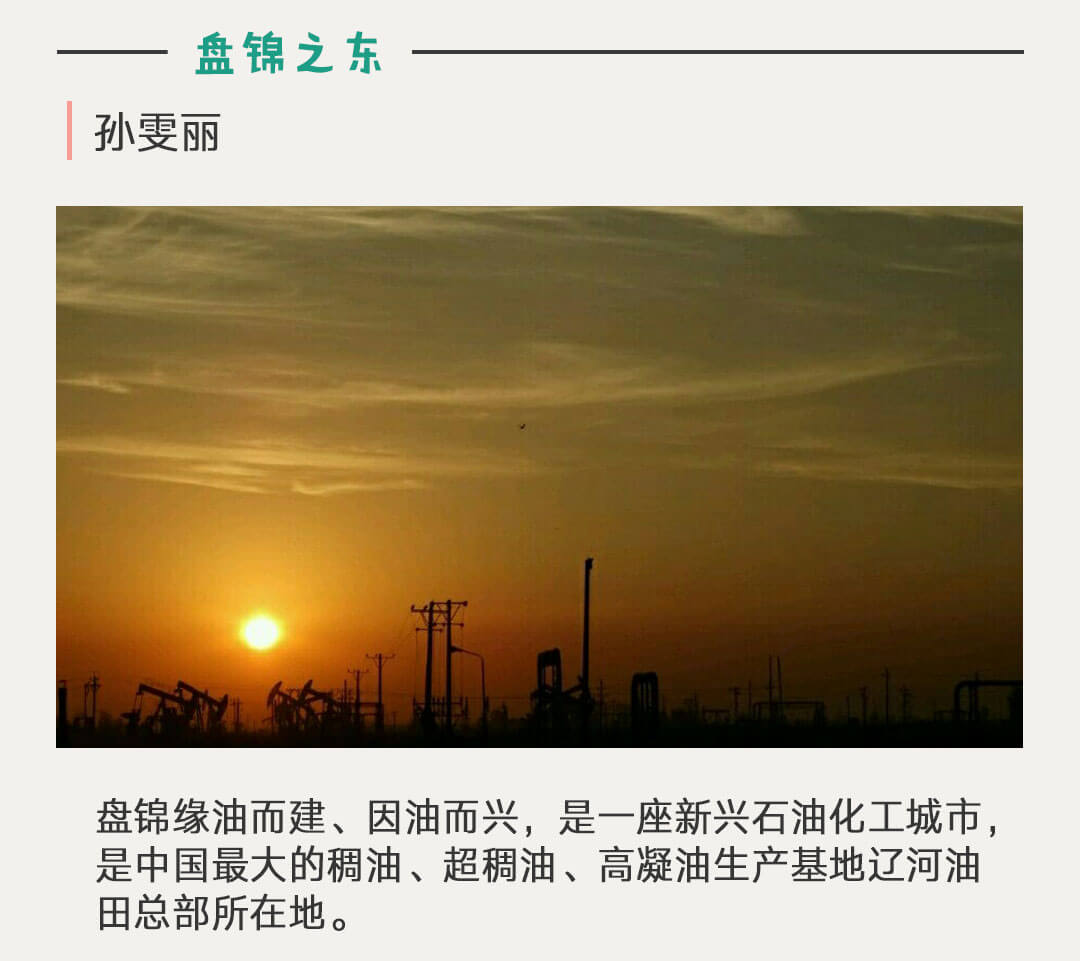 盘锦之东
孙雯丽
盘锦缘油而建、因油而兴，是一座新兴石油化工城市，
是中国最大的稠油、超稠油、高凝油生产基地辽河油
田总部所在地。